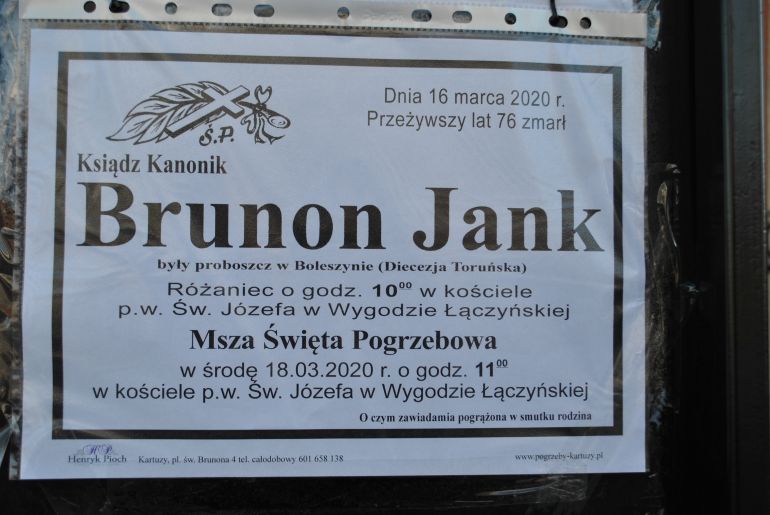 Dnia 16 marca 2020 r.
Przeżywszy lat 76 zmarł
Ś.P.
Ksiądz Kanonik
Brunon Jank
były proboszcz w Boleszynie (Diecezja Toruńska)
Różaniec o godz. 10⁰⁰ w kościele
p.w. Św. Józefa w Wygodzie Łączyńskiej
Msza Święta Pogrzebowa
w środę 18.03.2020 r. o godz. 11⁰⁰
w kościele p.w. Św. Józefa w Wygodzie Łączyńskiej
O czym zawiadamia pogrążona w smutku rodzina
HP
Henryk Pioch Kartuzy, pl. św. Brunona 4 tel. całodobowy 601 658 138 www.pogrzeby-kartuzy.pl